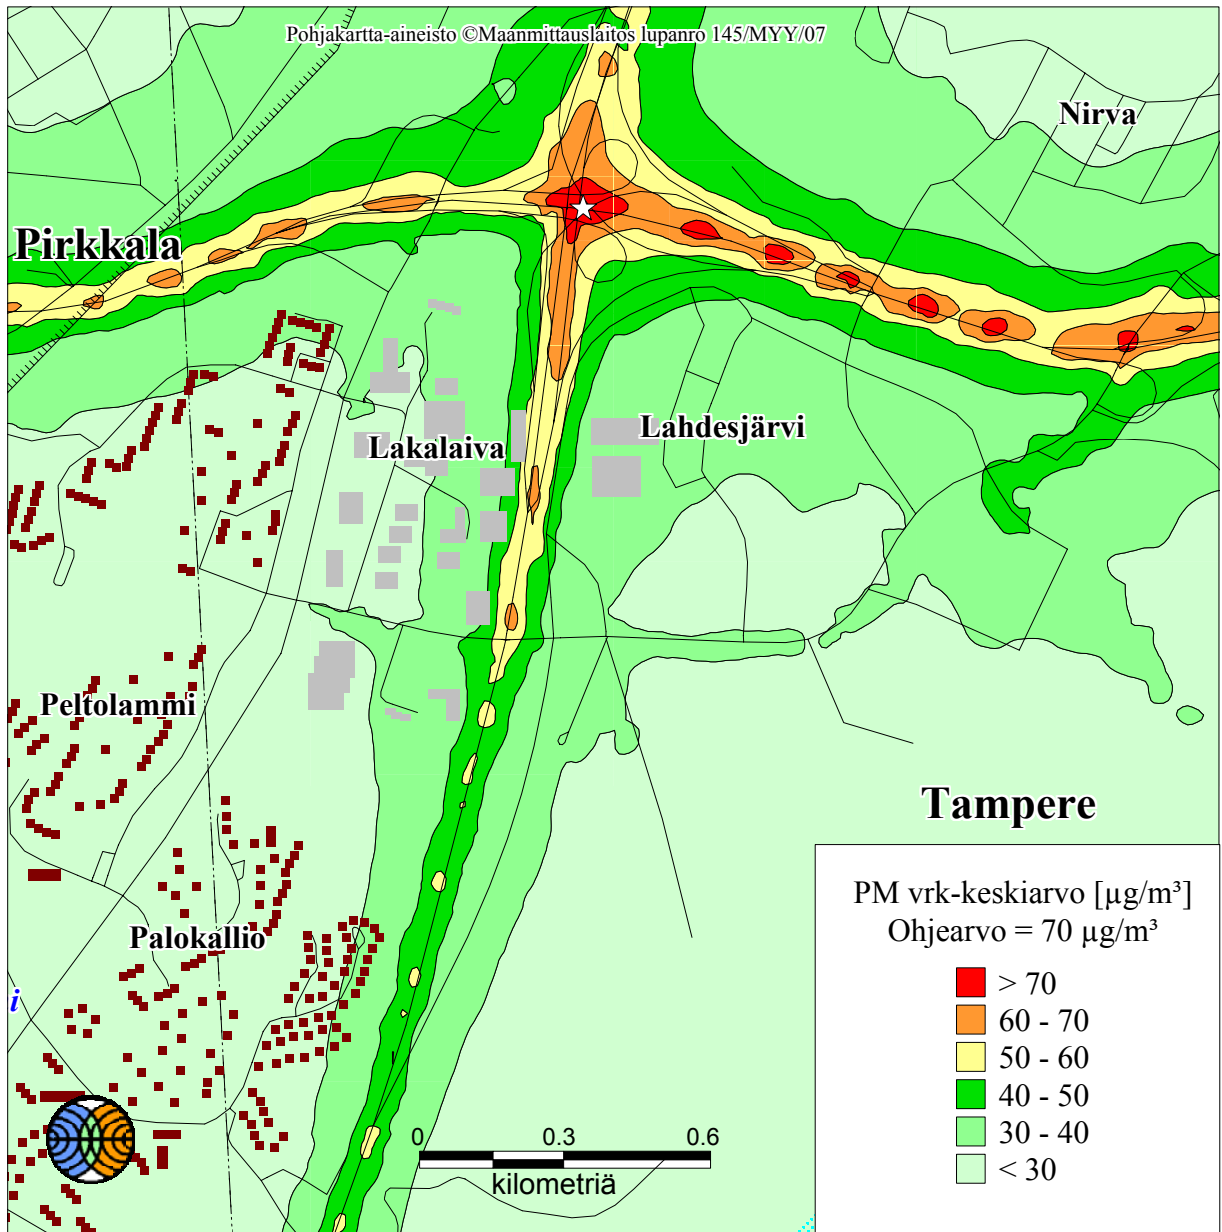 Pohjakartta-aineisto ©Maanmittauslaitos lupanro 145/MYY/07
Nirva
Pirkkala
Lahdesjärvi
Lakalaiva
Peltolammi
Tampere
PM vrk-keskiarvo [µg/m³]
Ohjearvo = 70 µg/m³
Palokallio
> 70
i
60 - 70
50 - 60
40 - 50
30 - 40
< 30
0 0.3 0.6
kilometriä